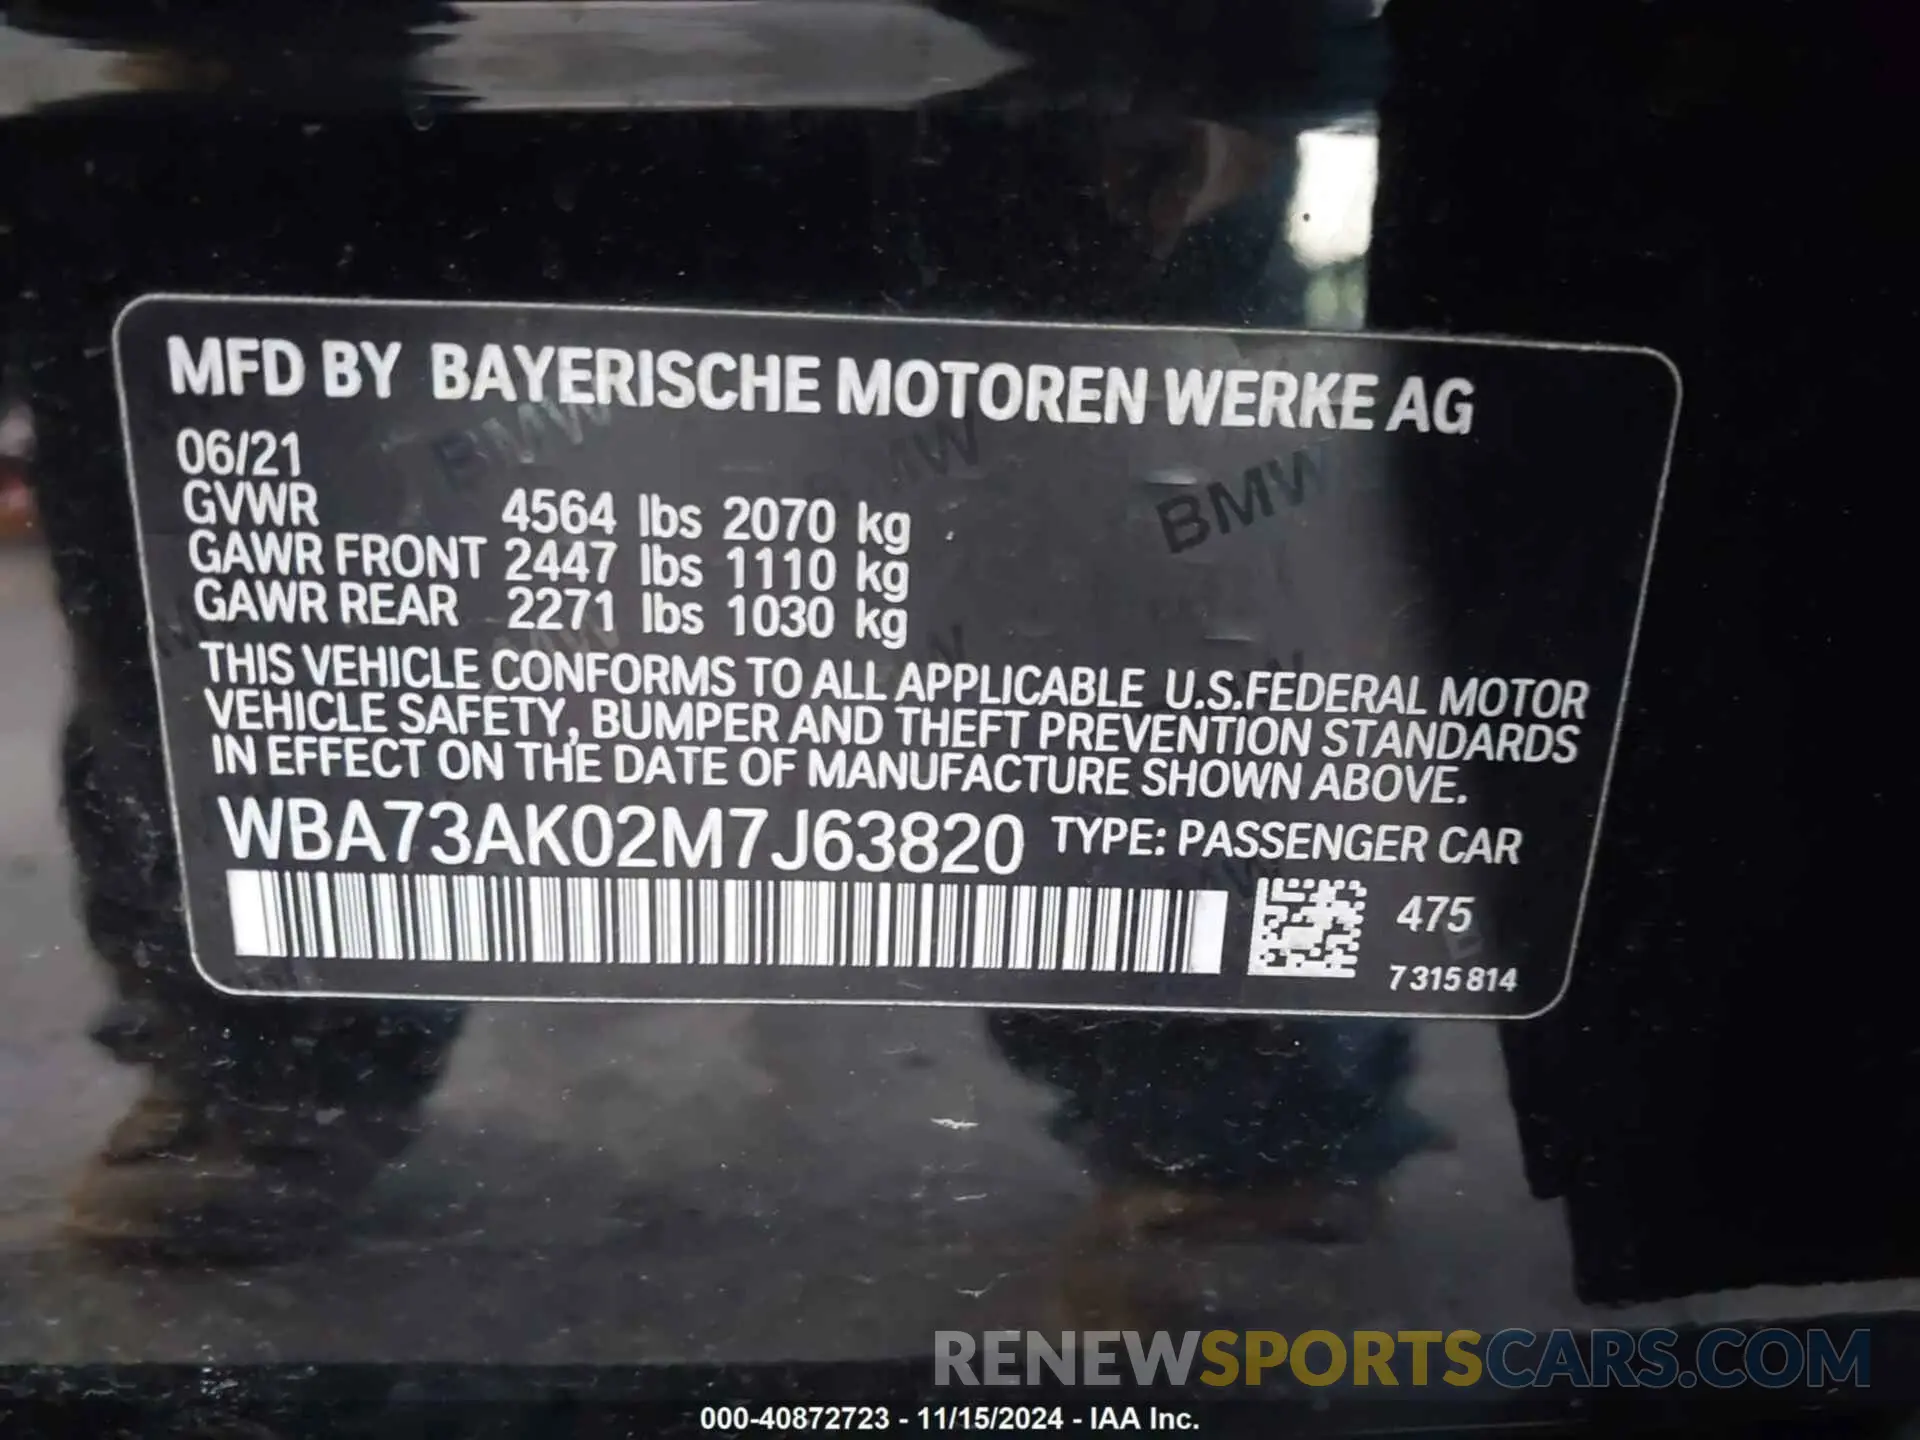 MFD BY BAYERISCHE MOTOREN WERKE AG
06/21
GVWR 4564 lbs 2070 kg
GAWR FRONT 2447 lbs 1110 kg
GAWR REAR 2271 lbs 1030 kg
THIS VEHICLE CONFORMS TO ALL APPLICABLE U.S.FEDERAL MOTOR
VEHICLE SAFETY, BUMPER AND THEFT PREVENTION STANDARDS
IN EFFECT ON THE DATE OF MANUFACTURE SHOWN ABOVE.
WBA73AK02M7J63820 TYPE: PASSENGER CAR
475
7315814
BMW
BMW
RENEWSPORTSCARS.COM
000-40872723 - 11/15/2024 - IAA Inc.